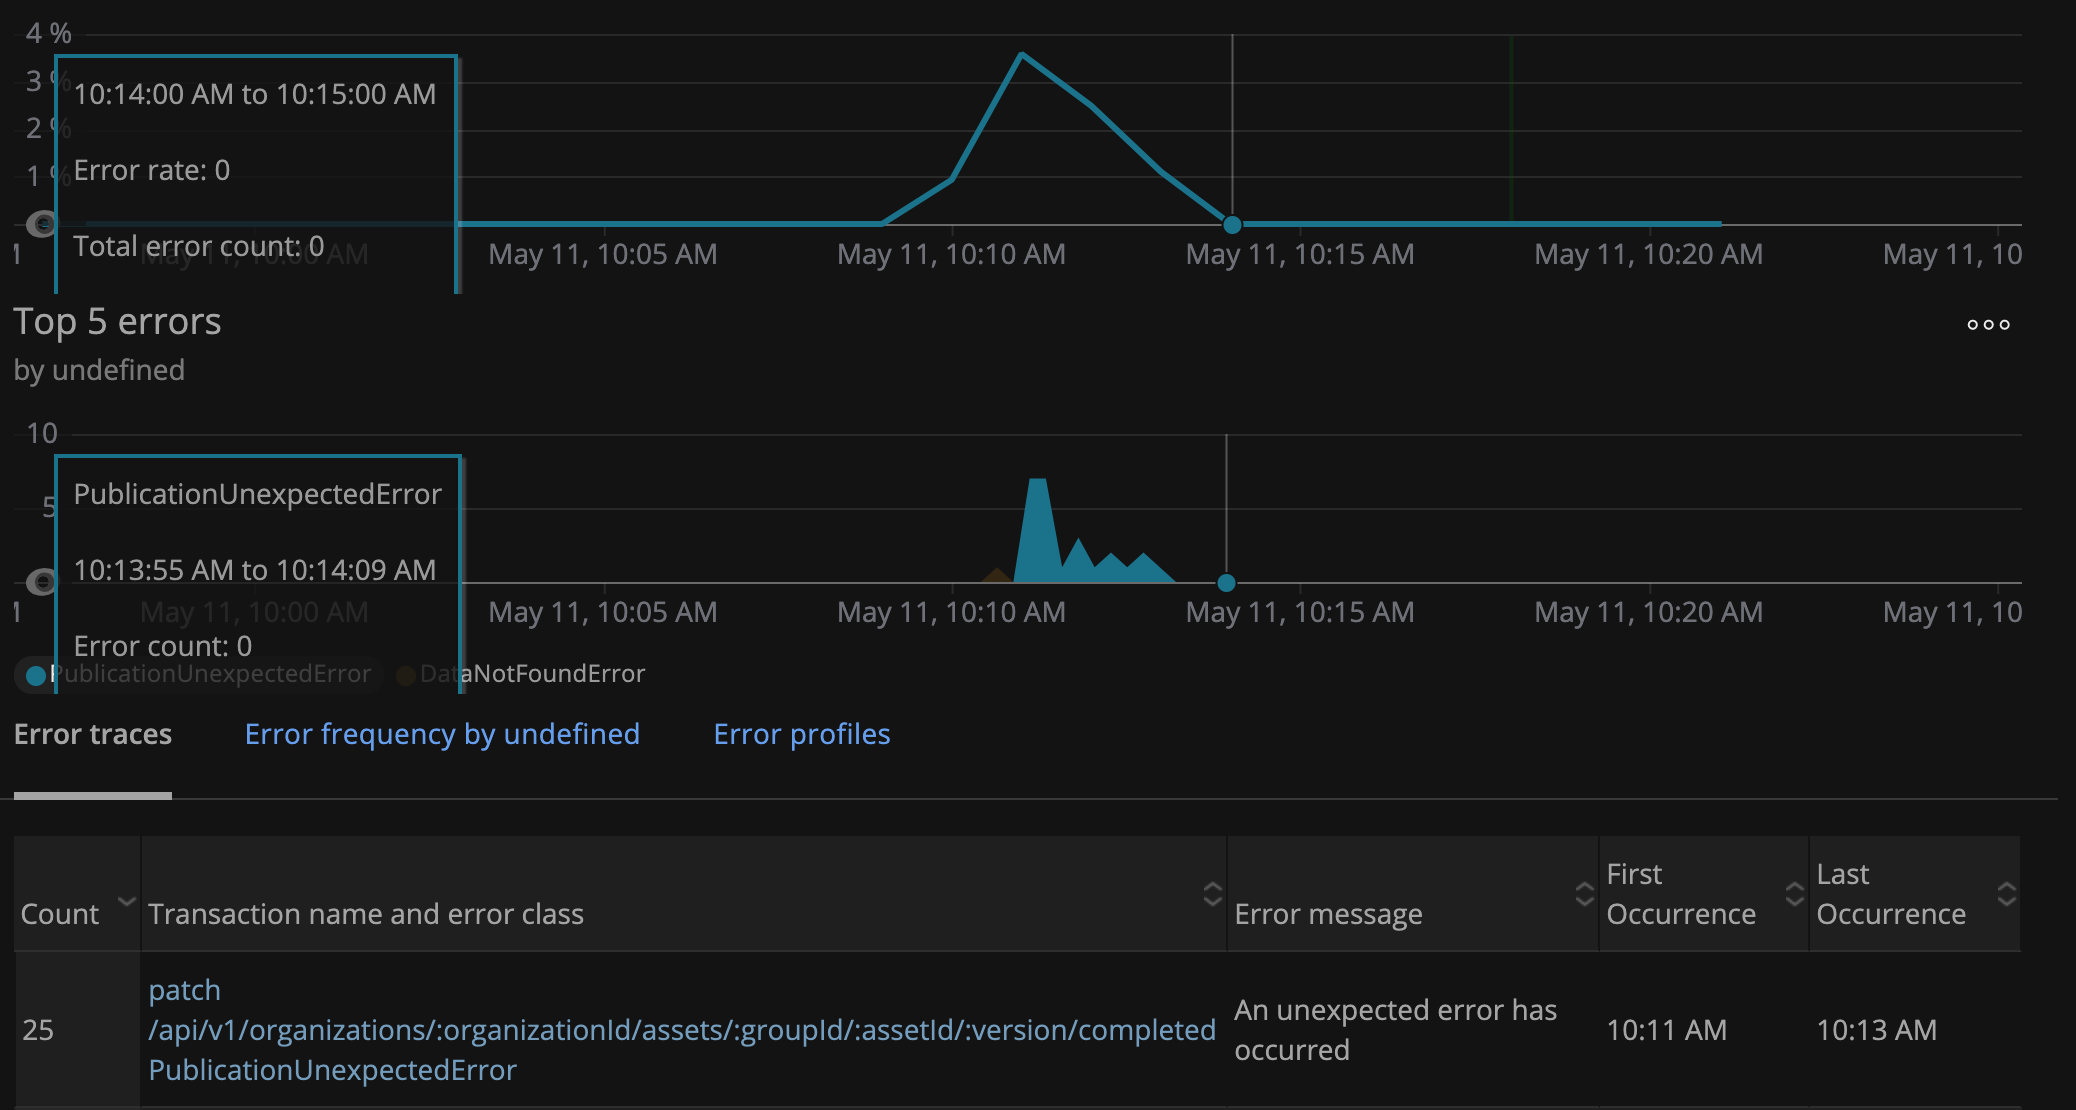 4 %
3 %
2 %
1 %
10:14:00 AM to 10:15:00 AM
Error rate: 0
Total error count: 0
May 11, 10:00 AM
May 11, 10:05 AM
May 11, 10:10 AM
May 11, 10:15 AM
May 11, 10:20 AM
May 11, 10
Top 5 errors
by undefined
10
5
PublicationUnexpectedError
10:13:55 AM to 10:14:09 AM
Error count: 0
May 11, 10:00 AM
May 11, 10:05 AM
May 11, 10:10 AM
May 11, 10:15 AM
May 11, 10:20 AM
May 11, 10
PublicationUnexpectedError
DataNotFoundError
Error traces
Error frequency by undefined
Error profiles
Count
Transaction name and error class
Error message
First
Occurrence
Last
Occurrence
25
patch
/api/v1/organizations/:organizationId/assets/:groupId/:assetId/:version/completed
PublicationUnexpectedError
An unexpected error has
occurred
10:11 AM
10:13 AM